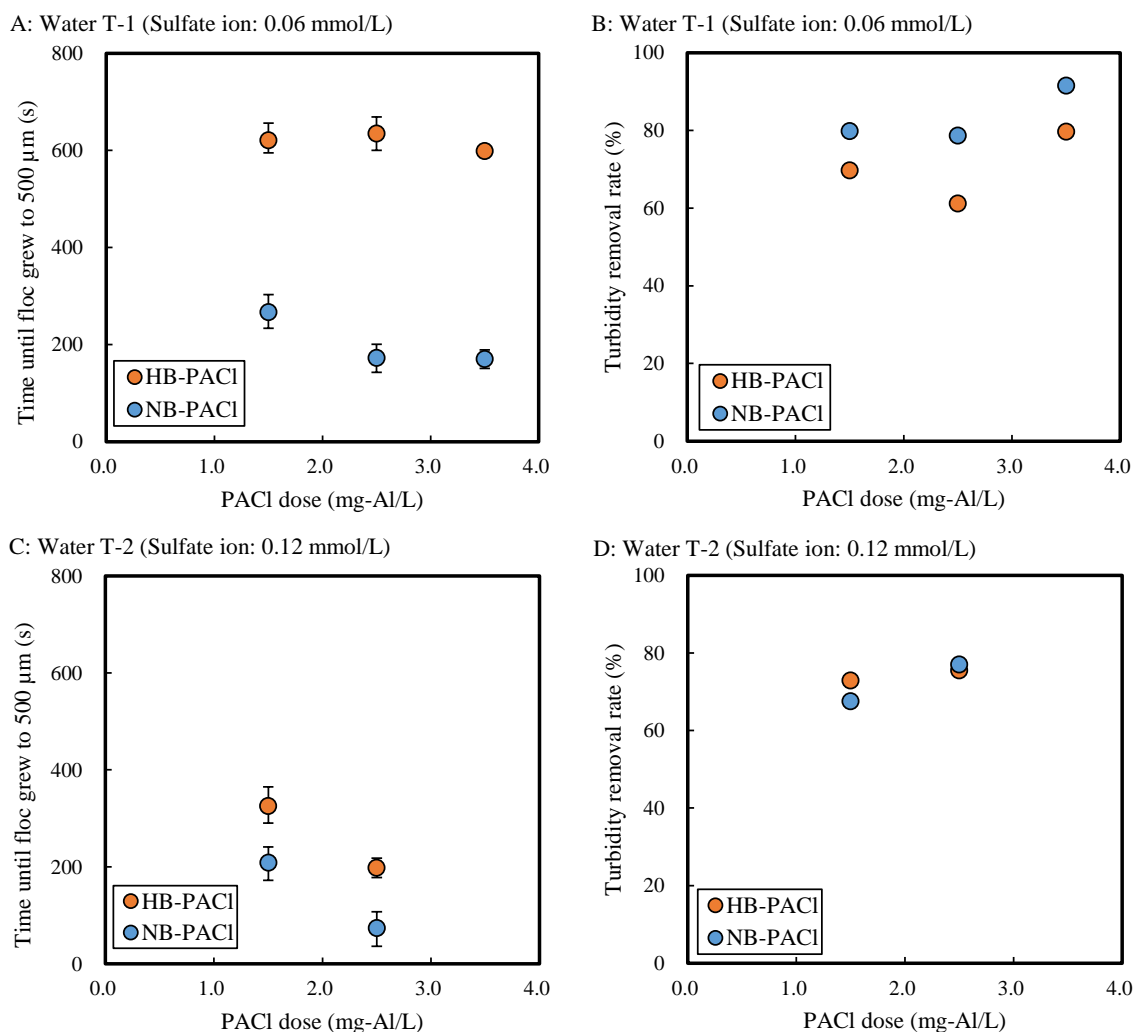 A: Water T-1 (Sulfate ion: 0.06 mmol/L)
Time until floc grew to 500 µm (s)
800
600
400
200
0
HB-PACl
NB-PACl
0.0 1.0 2.0 3.0 4.0
PACl dose (mg-Al/L)
B: Water T-1 (Sulfate ion: 0.06 mmol/L)
Turbidity removal rate (%)
100
80
60
40
20
0
HB-PACl
NB-PACl
0.0 1.0 2.0 3.0 4.0
PACl dose (mg-Al/L)
C: Water T-2 (Sulfate ion: 0.12 mmol/L)
Time until floc grew to 500 µm (s)
800
600
400
200
0
HB-PACl
NB-PACl
0.0 1.0 2.0 3.0 4.0
PACl dose (mg-Al/L)
D: Water T-2 (Sulfate ion: 0.12 mmol/L)
Turbidity removal rate (%)
100
80
60
40
20
0
HB-PACl
NB-PACl
0.0 1.0 2.0 3.0 4.0
PACl dose (mg-Al/L)